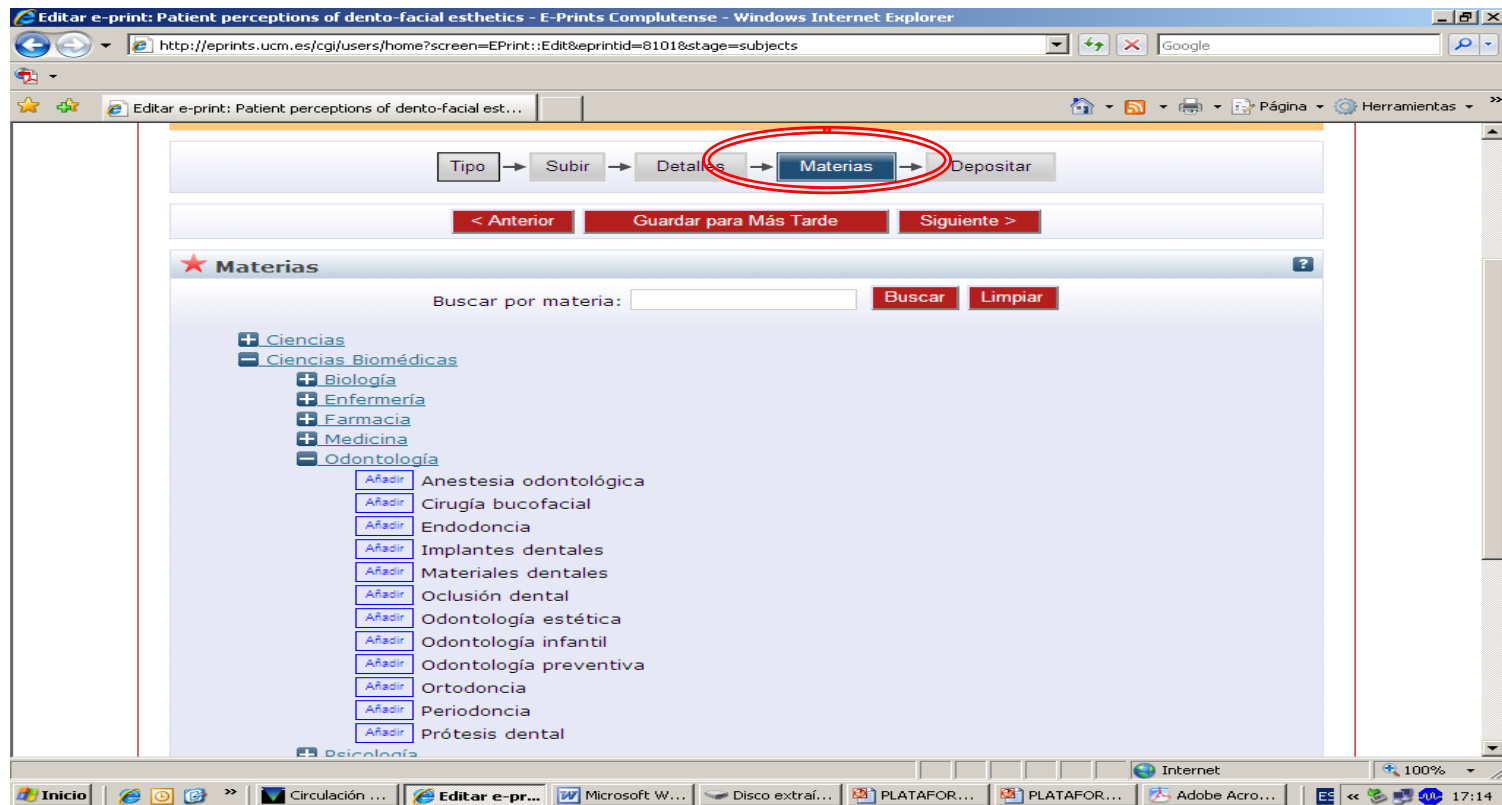 Editar e-print: Patient perceptions of dento-facial esthetics - E-Prints Complutense - Windows Internet Explorer
http://eprints.ucm.es/cgi/users/home?screen=EPrint::Edit&eprintid=8101&stage=subjects Google
Editar e-print: Patient perceptions of dento-facial est... Página Herramientas »
Tipo Subir Detalles Materias Depositar
< Anterior Guardar para Más Tarde Siguiente >
Materias ?
Buscar por materia: Buscar Limpiar
Ciencias
Ciencias Biomédicas
Biología
Enfermería
Farmacia
Medicina
Odontología
Añadir Anestesia odontológica
Añadir Cirugía bucofacial
Añadir Endodoncia
Añadir Implantes dentales
Añadir Materiales dentales
Añadir Oclusión dental
Añadir Odontología estética
Añadir Odontología infantil
Añadir Odontología preventiva
Añadir Ortodoncia
Añadir Periodoncia
Añadir Prótesis dental
Psicología
Internet 100%
Inicio » Circulación ... Editar e-pr... Microsoft W... Disco extraí... PLATAFOR... PLATAFOR... Adobe Acro... ES « 17:14